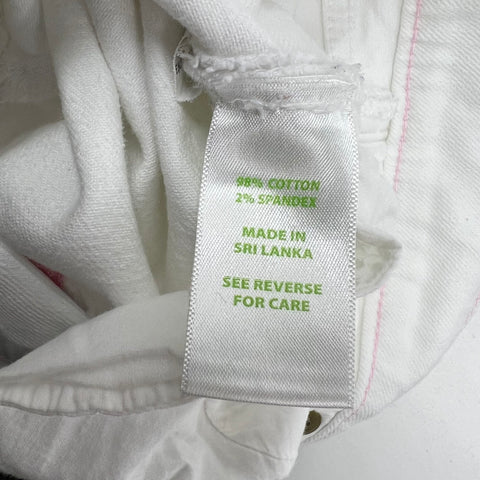 98% COTTON
2% SPANDEX
MADE IN
SRI LANKA
SEE REVERSE
FOR CARE